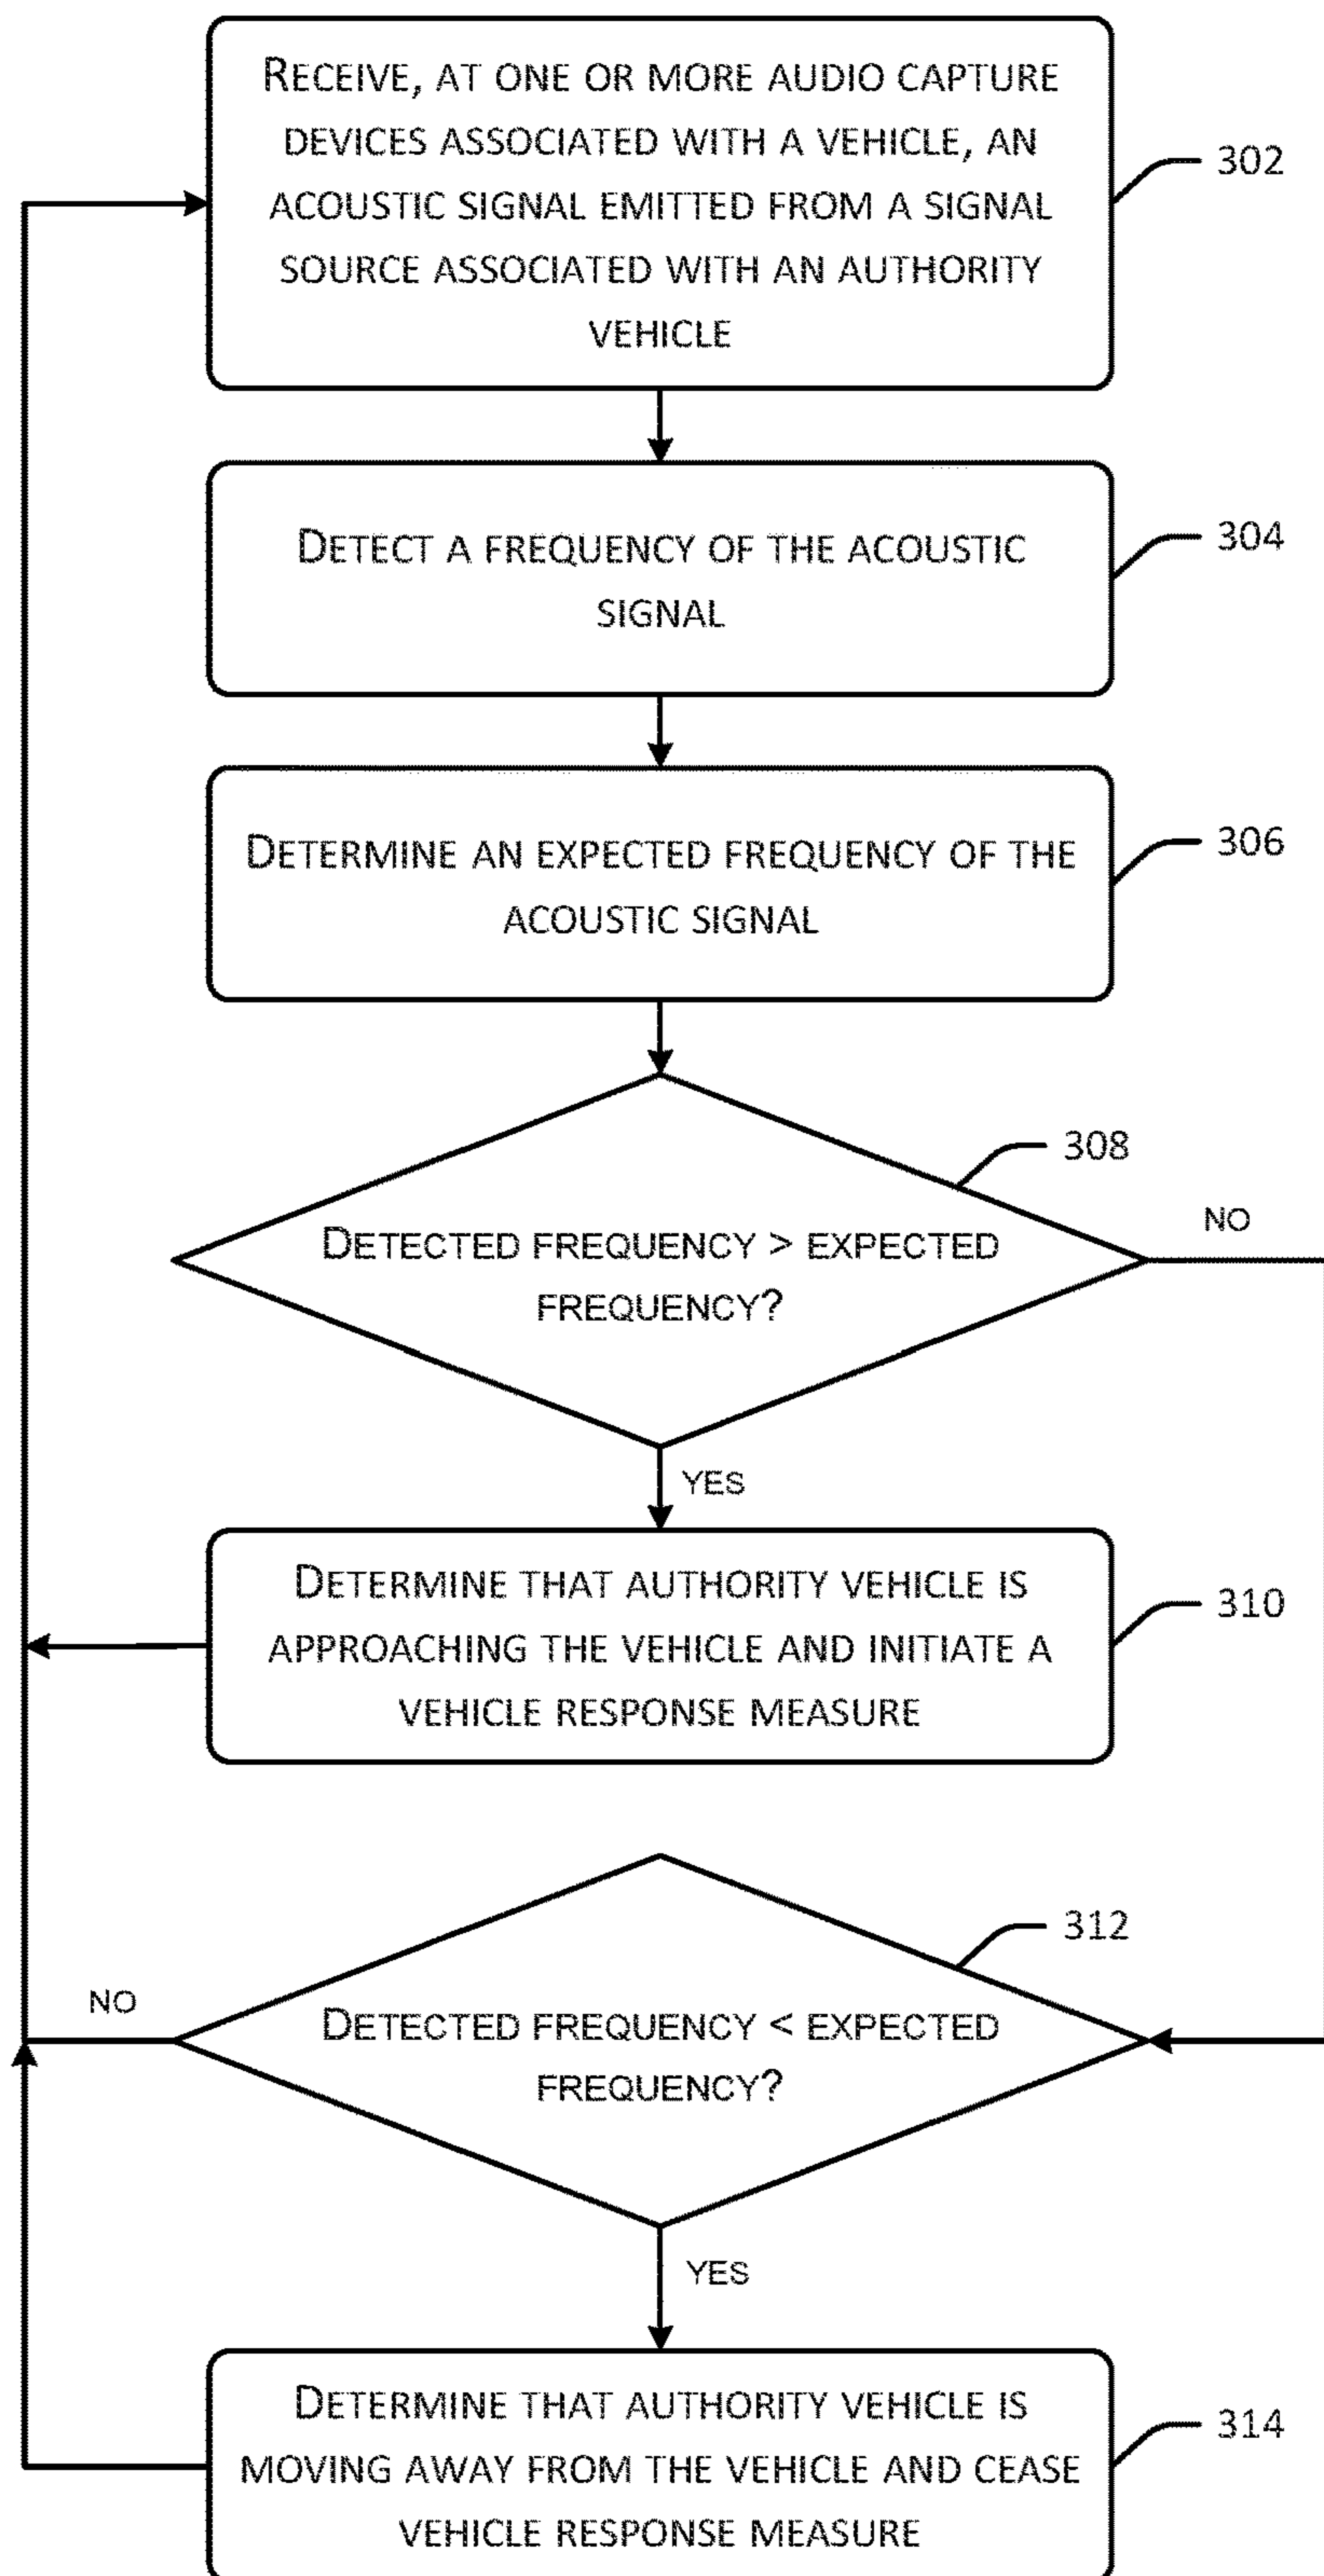 RECEIVE, AT ONE OR MORE AUDIO CAPTURE
DEVICES ASSOCIATED WITH A VEHICLE, AN
ACOUSTIC SIGNAL EMITTED FROM A SIGNAL
SOURCE ASSOCIATED WITH AN AUTHORITY
VEHICLE
302
DETECT A FREQUENCY OF THE ACOUSTIC
SIGNAL
304
DETERMINE AN EXPECTED FREQUENCY OF THE
ACOUSTIC SIGNAL
306
308
DETECTED FREQUENCY > EXPECTED
FREQUENCY?
NO
YES
DETERMINE THAT AUTHORITY VEHICLE IS
APPROACHING THE VEHICLE AND INITIATE A
VEHICLE RESPONSE MEASURE
310
312
DETECTED FREQUENCY < EXPECTED
FREQUENCY?
NO
YES
DETERMINE THAT AUTHORITY VEHICLE IS
MOVING AWAY FROM THE VEHICLE AND CEASE
VEHICLE RESPONSE MEASURE
314